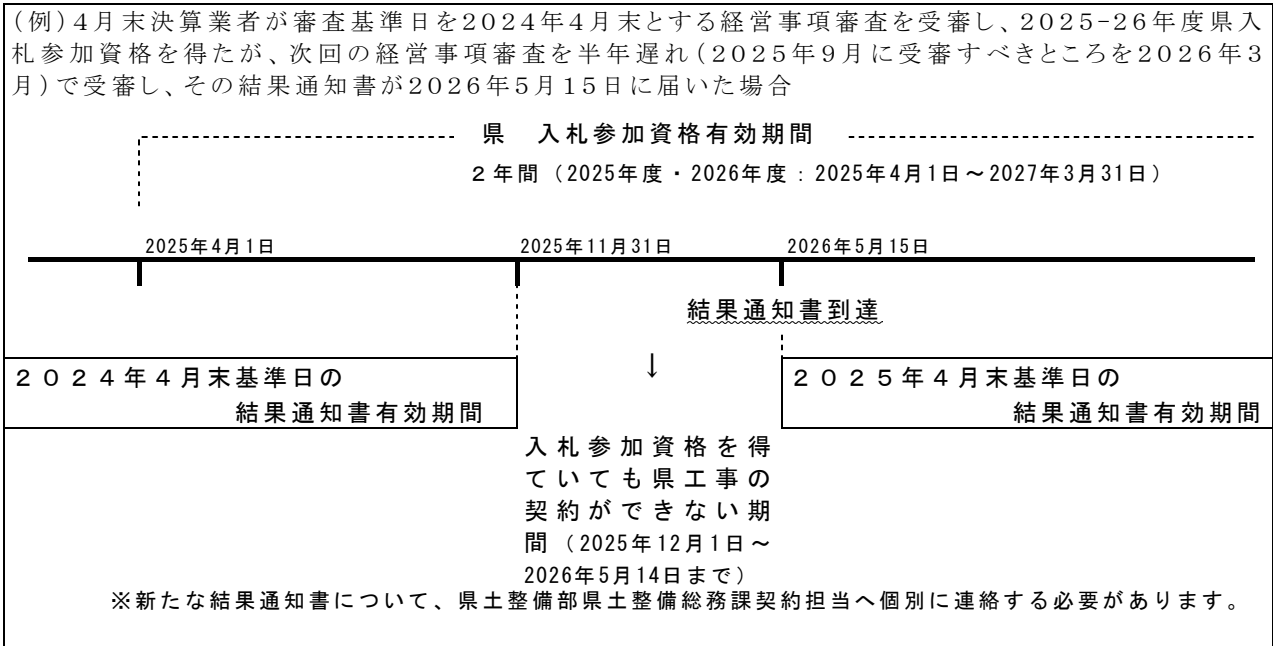 (例)4月末決算業者が審査基準日を2024年4月末とする経営事項審査を受審し、2025-26年度県入
札参加資格を得たが、次回の経営事項審査を半年遅れ(2025年9月に受審すべきところを2026年3
月)で受審し、その結果通知書が2026年5月15日に届いた場合
県 入札参加資格有効期間
2年間(2025年度・2026年度:2025年4月1日~2027年3月31日)
2025年4月1日
2025年11月31日
2026年5月15日
結果通知書到達
↓
2024年4月末基準日の
結果通知書有効期間
2025年4月末基準日の
結果通知書有効期間
入札参加資格を得
ていても県工事の
契約ができない期
間(2025年12月1日~
2026年5月14日まで)
※新たな結果通知書について、県土整備部県土整備総務課契約担当へ個別に連絡する必要があります。